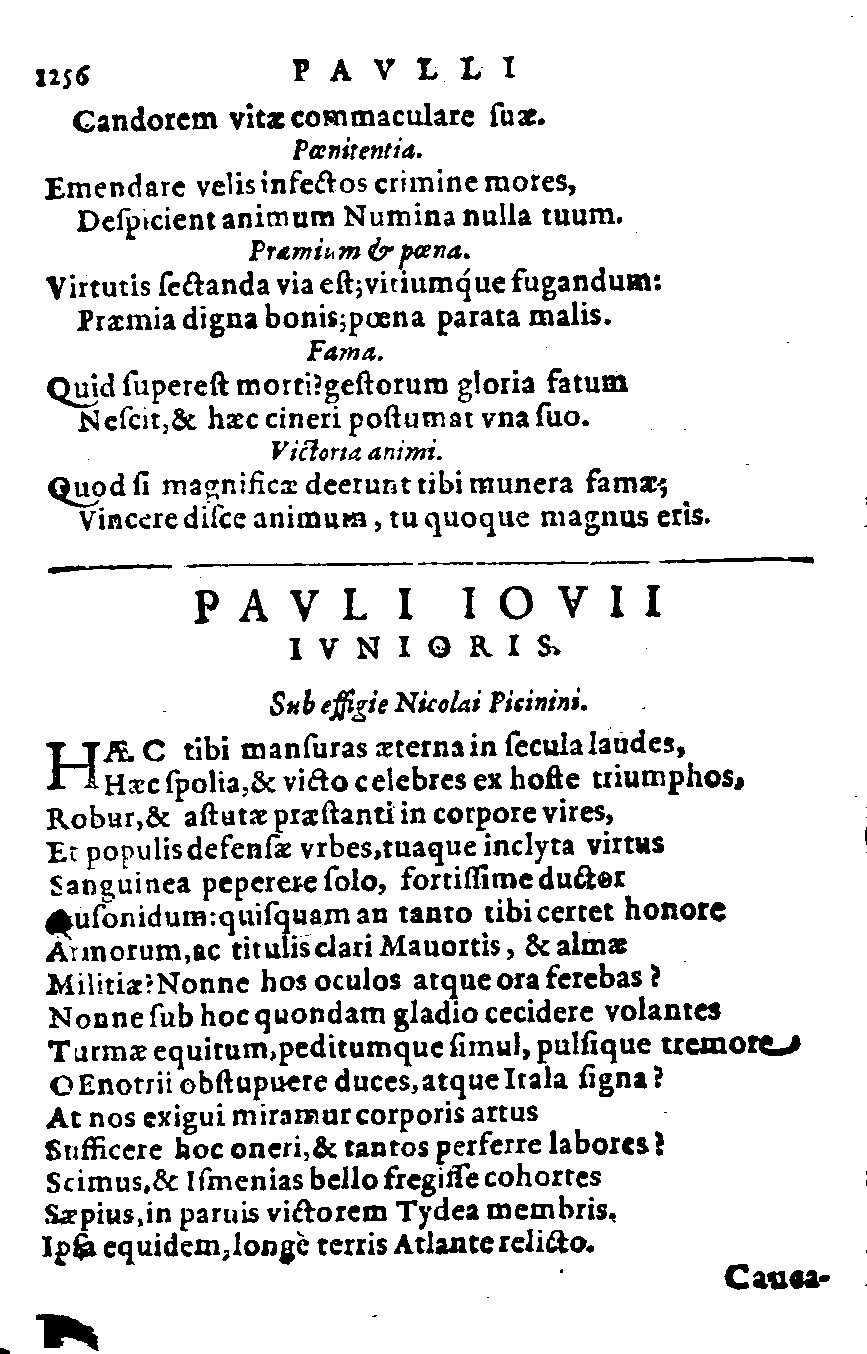 1256 PAVLLI
Candorem vitæ commaculare ſuæ.
Pœnitentia.
Emendare velis infectos crimine mores,
Deſpicient animum Numina nulla tuum.
Præmium & pœna.
Virtutis ſectanda via eſt; vitiumq́ue fugandum:
Præmia digna bonis; pœna parata malis.
Fama.
Quid ſupereſt morti? geſtorum gloria fatum
Neſcit, & hæc cineri poſtumat vna ſuo.
Victoria animi.
Quod ſi magnificæ deerunt tibi munera famæ;
Vincere diſce animum, tu quoque magnus eris.
PAVLI IOVII
IVNIORIS.
Sub effigie Nicolai Picinini.
HÆC tibi manſuras æterna in ſecula laudes,
Hæc ſpolia, & victo celebres ex hoſte triumphos,
Robur, & aſtutæ præſtanti in corpore vires,
Et populis defenſæ vrbes, tuaque inclyta virtus
Sanguinea peperere ſolo, fortiſſime ductor
Auſonidum: quiſquam an tanto tibi certet honore
Armorum, ac titulis clari Mauortis, & almæ
Militiæ? Nonne hos oculos atque ora ferebas?
Nonne ſub hoc quondam gladio cecidere volantes
Turmæ equitum, peditumque ſimul, pulſique tremore
OEnotrii obſtupuere duces, atque Itala ſigna?
At nos exigui miramur corporis artus
Sufficere hoc oneri, & tantos perferre labores?
Scimus, & Iſmenias bello fregiſſe cohortes
Sæpius, in paruis victorem Tydea membris,
Ipſa equidem, longè terris Atlante relicto.
Cauca-